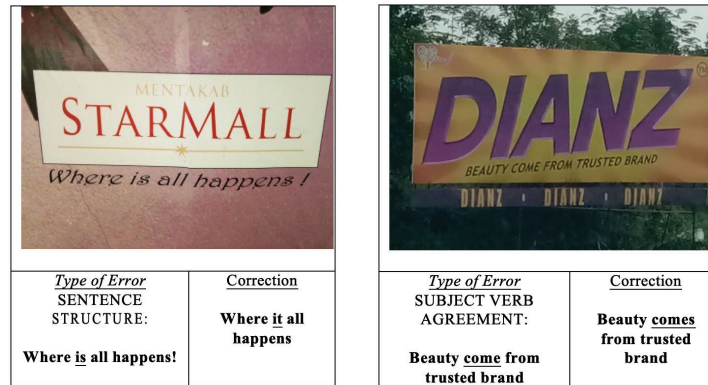 MENTAKAB
STARMALL
Where is all happens !
Type of Error
SENTENCE
STRUCTURE:
Where is all happens!
Correction
Where it all
happens
DIANZ
TM
BEAUTY COME FROM TRUSTED BRAND
DIANZ DIANZ DIANZ
Type of Error
SUBJECT VERB
AGREEMENT:
Beauty come from
trusted brand
Correction
Beauty comes
from trusted
brand